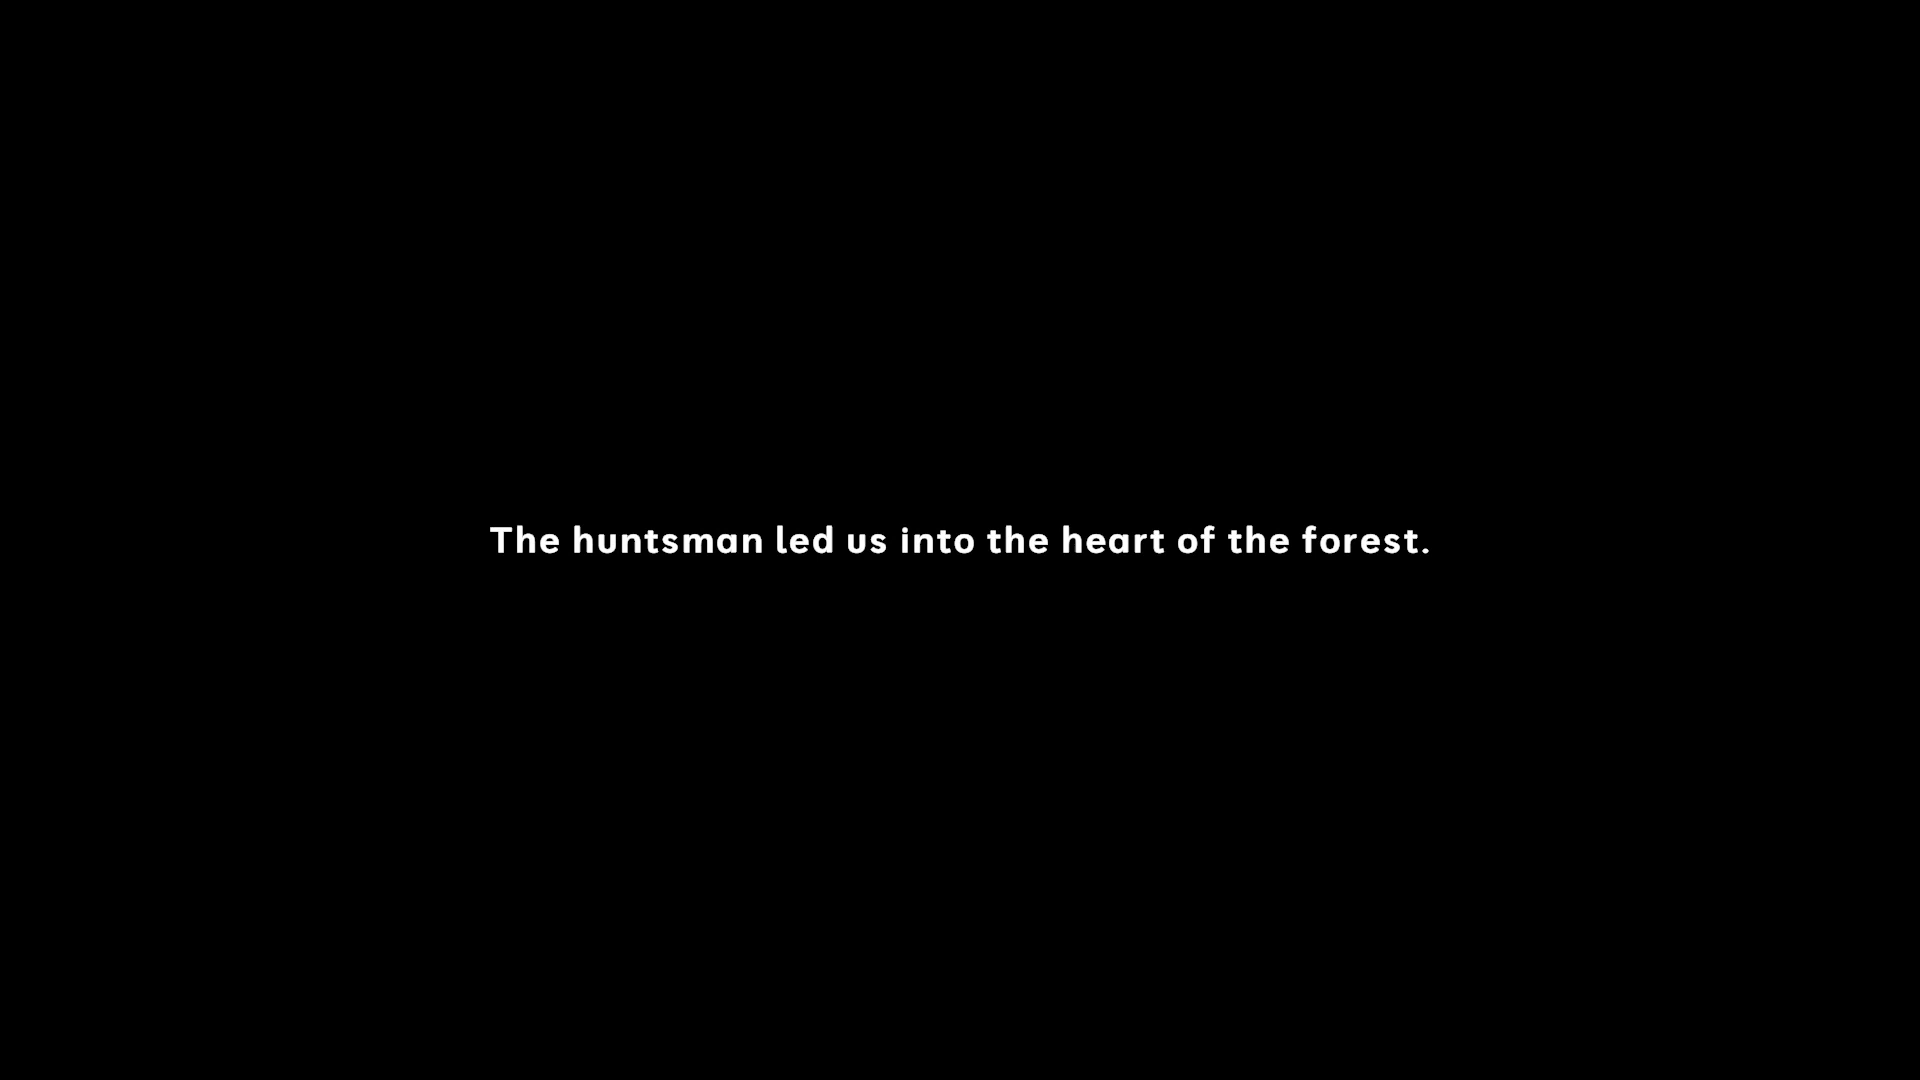 The huntsman led us into the heart of the forest.